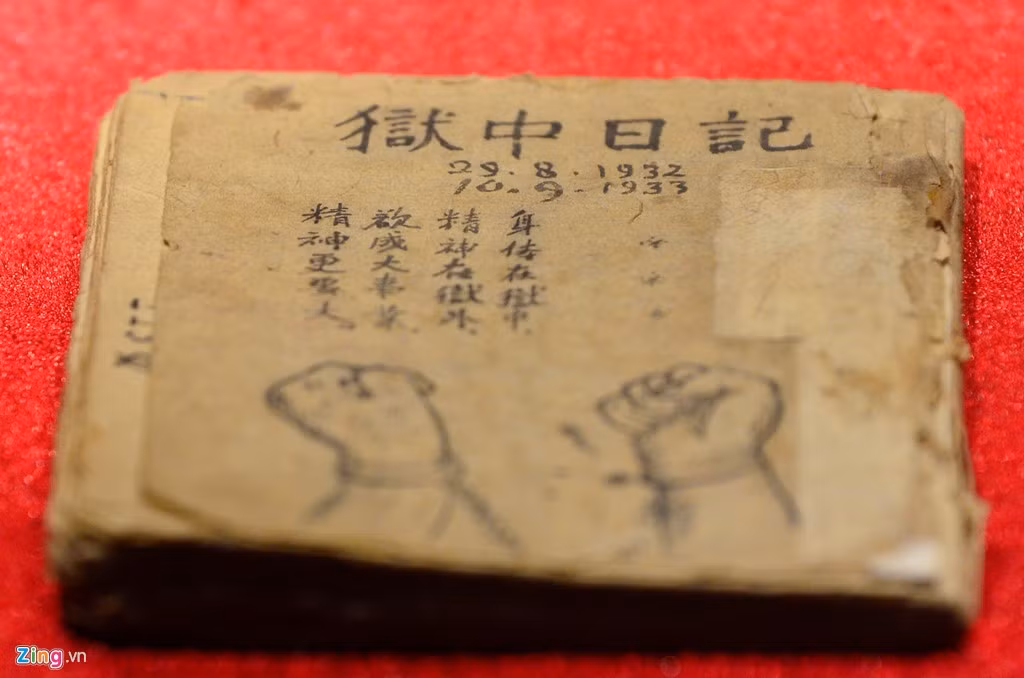 獄中日記
29.8.1932
10.9.1933
身体在獄中、
精神在獄外、
欲成大事業、
精神更要大。
Zing.vn